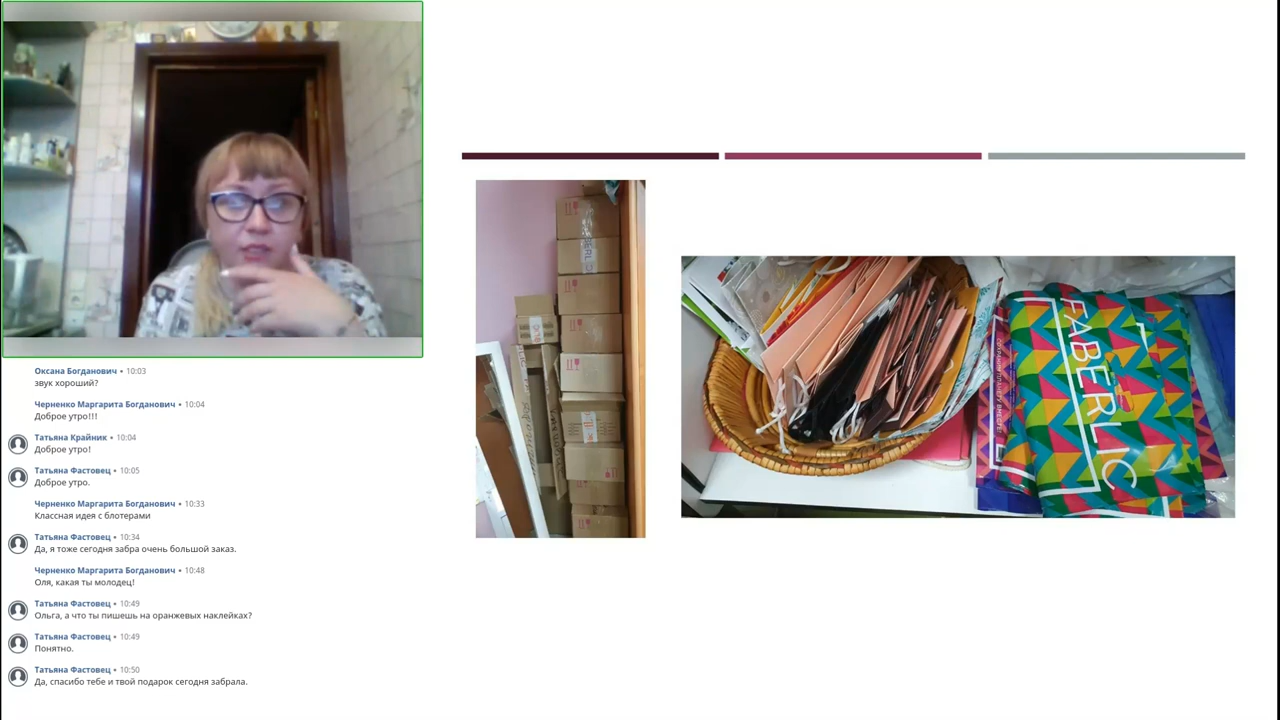 Оксана Богданович • 10:03
звук хороший?
Черненко Маргарита Богданович • 10:04
Доброе утро!!!
Татьяна Крайник • 10:04
Доброе утро!
Татьяна Фастовец • 10:05
Доброе утро.
Черненко Маргарита Богданович • 10:33
Классная идея с блотерами
Татьяна Фастовец • 10:34
Да, я тоже сегодня забра очень большой заказ.
Черненко Маргарита Богданович • 10:48
Оля, какая ты молодец!
Татьяна Фастовец • 10:49
Ольга, а что ты пишешь на оранжевых наклейках?
Татьяна Фастовец • 10:49
Понятно.
Татьяна Фастовец • 10:50
Да, спасибо тебе и твой подарок сегодня забрала.
FABERLIC